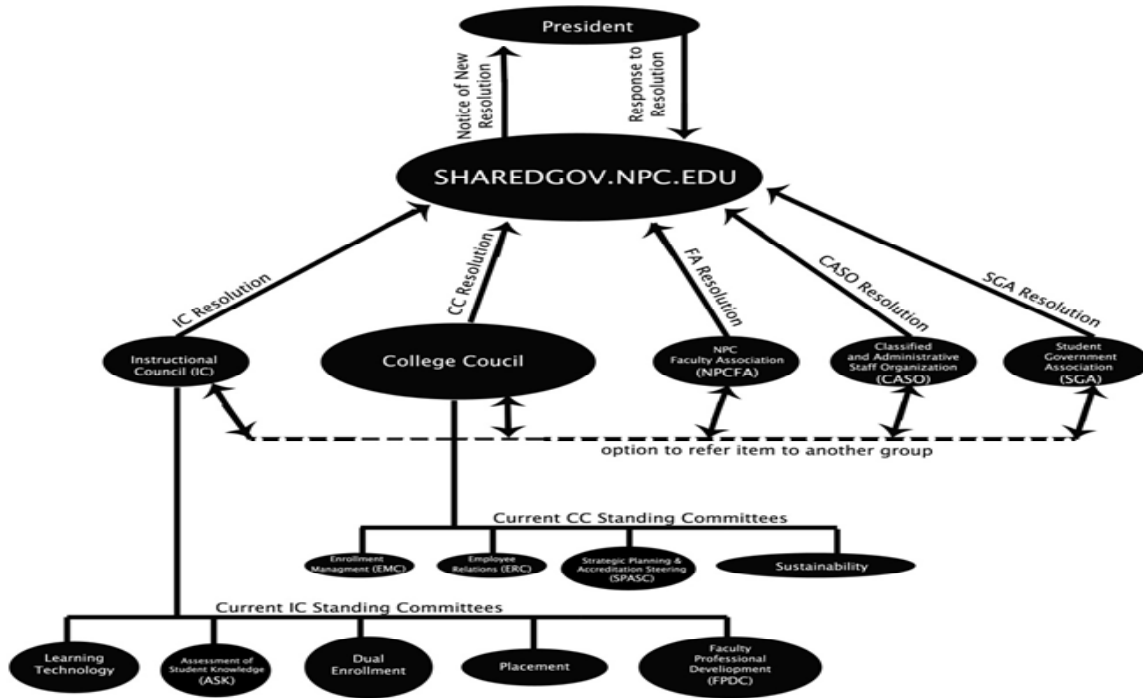 President
Notice of New
Resolution
Response to
Resolution
SHAREDGOV.NPC.EDU
IC Resolution
CC Resolution
FA Resolution
CASO Resolution
SGA Resolution
Instructional
Council (IC)
College Coucil
NPC
Faculty Association
(NPCFA)
Classified
and Administrative
Staff Organization
(CASO)
Student
Government
Association
(SGA)
option to refer item to another group
Current CC Standing Committees
Enrollment
Managment (EMC)
Employee
Relations (ERC)
Strategic Planning &
Accreditation Steering
(SPASC)
Sustainability
Current IC Standing Committees
Learning
Technology
Assessment of
Student Knowledge
(ASK)
Dual
Enrollment
Placement
Faculty
Professional
Devleopment
(FPDC)